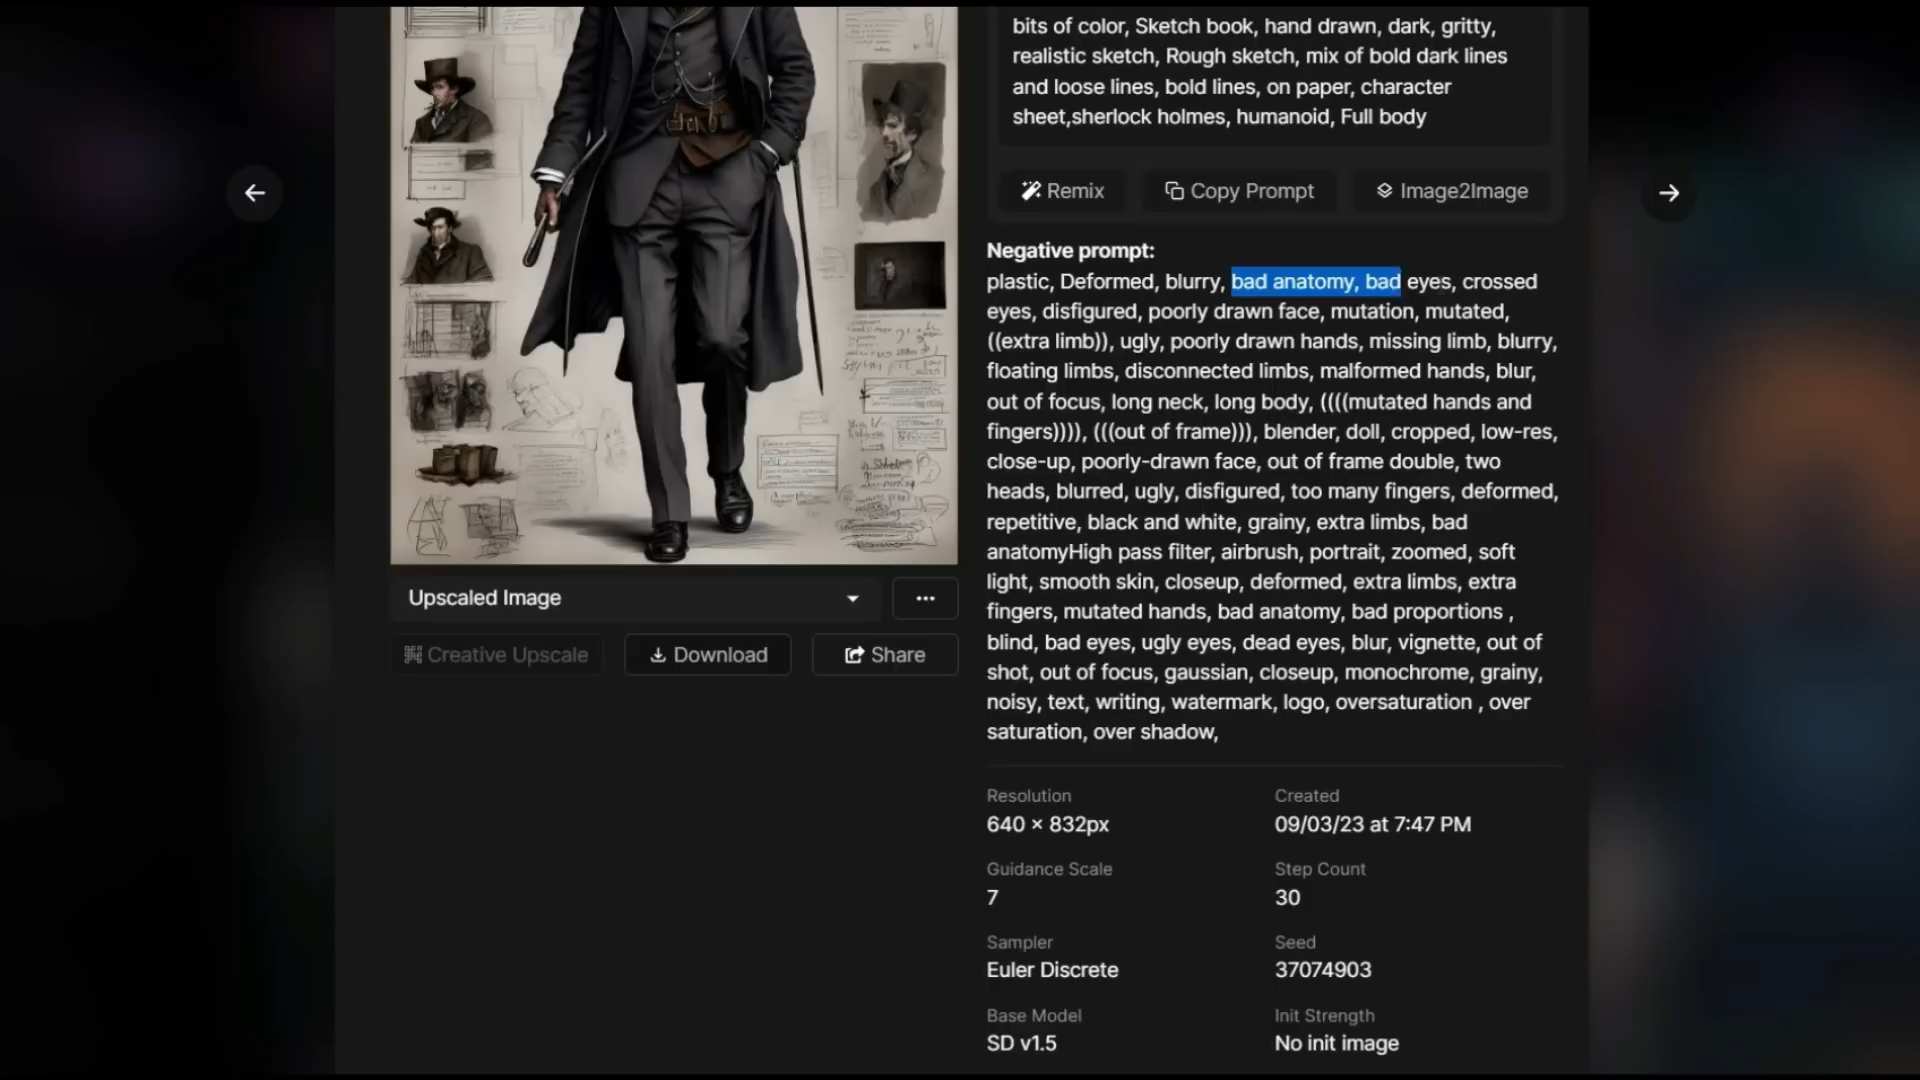 bits of color, Sketch book, hand drawn, dark, gritty,
realistic sketch, Rough sketch, mix of bold dark lines
and loose lines, bold lines, on paper, character
sheet,sherlock holmes, humanoid, Full body
Remix
Copy Prompt
Image2Image
Negative prompt:
plastic, Deformed, blurry, bad anatomy, bad eyes, crossed
eyes, disfigured, poorly drawn face, mutation, mutated,
((extra limb)), ugly, poorly drawn hands, missing limb, blurry,
floating limbs, disconnected limbs, malformed hands, blur,
out of focus, long neck, long body, ((((mutated hands and
fingers)))), (((out of frame))), blender, doll, cropped, low-res,
close-up, poorly-drawn face, out of frame double, two
heads, blurred, ugly, disfigured, too many fingers, deformed,
repetitive, black and white, grainy, extra limbs, bad
anatomyHigh pass filter, airbrush, portrait, zoomed, soft
light, smooth skin, closeup, deformed, extra limbs, extra
fingers, mutated hands, bad anatomy, bad proportions ,
blind, bad eyes, ugly eyes, dead eyes, blur, vignette, out of
shot, out of focus, gaussian, closeup, monochrome, grainy,
noisy, text, writing, watermark, logo, oversaturation , over
saturation, over shadow,
Upscaled Image
Creative Upscale
Download
Share
Resolution
640 × 832px
Created
09/03/23 at 7:47 PM
Guidance Scale
7
Step Count
30
Sampler
Euler Discrete
Seed
37074903
Base Model
SD v1.5
Init Strength
No init image